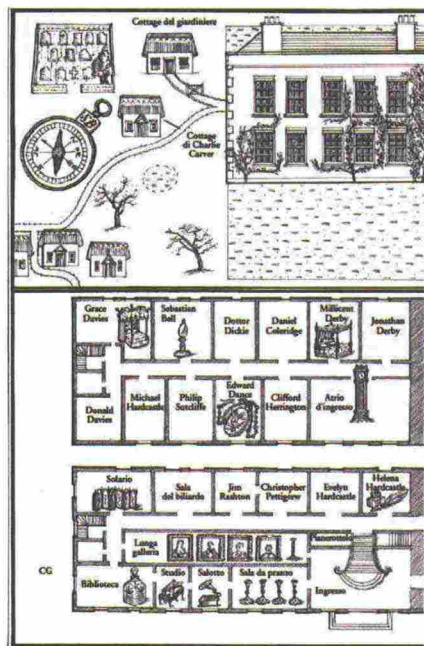 Cottage del giardiniere
Cottage
di Charlie
Carver
Grace
Davies
Sebastian
Bell
Dottor
Dickie
Daniel
Coleridge
Millicent
Derby
Jonathan
Derby
Donald
Davies
Michael
Hardcastle
Philip
Sutcliffe
Edward
Dance
Clifford
Herrington
Atrio
d'ingresso
Solario
Sala
del biliardo
Jim
Rashton
Christopher
Pettigrew
Evelyn
Hardcastle
Helena
Hardcastle
Lunga
galleria
Pianerottolo
CG
Biblioteca
Studio
Salotto
Sala da pranzo
Ingresso